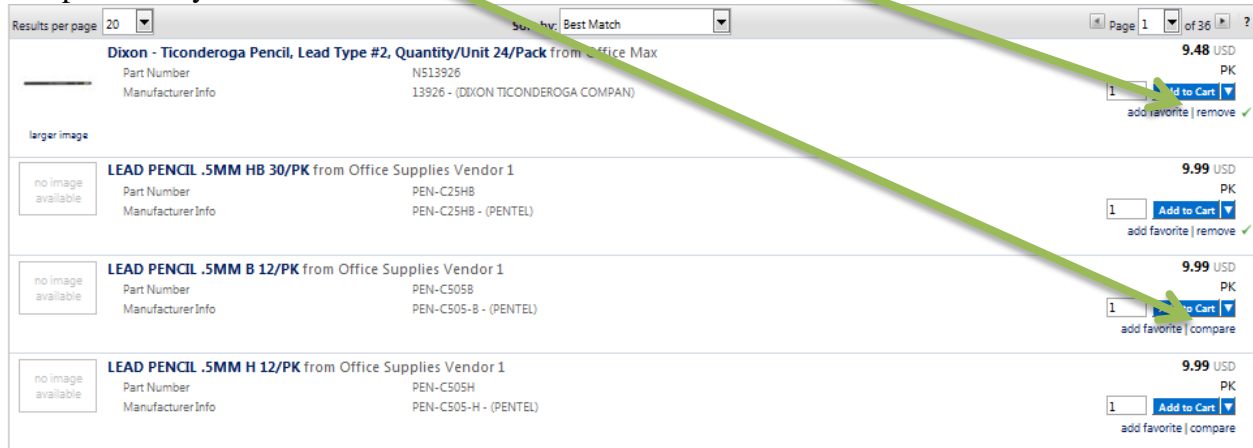 Results per page 20 Sort by: Best Match Page 1 of 36 ?
Dixon - Ticonderoga Pencil, Lead Type #2, Quantity/Unit 24/Pack from Office Max 9.48 USD
Part Number N513926 PK
Manufacturer Info 13926 - (DIXON TICONDEROGA COMPAN) 1 Add to Cart
add favorite | remove
larger image
LEAD PENCIL .5MM HB 30/PK from Office Supplies Vendor 1 9.99 USD
no image available
Part Number PEN-C25HB PK
Manufacturer Info PEN-C25HB - (PENTEL) 1 Add to Cart
add favorite | remove
LEAD PENCIL .5MM B 12/PK from Office Supplies Vendor 1 9.99 USD
no image available
Part Number PEN-C505B PK
Manufacturer Info PEN-C505-B - (PENTEL) 1 Add to Cart
add favorite | compare
LEAD PENCIL .5MM H 12/PK from Office Supplies Vendor 1 9.99 USD
no image available
Part Number PEN-C505H PK
Manufacturer Info PEN-C505-H - (PENTEL) 1 Add to Cart
add favorite | compare